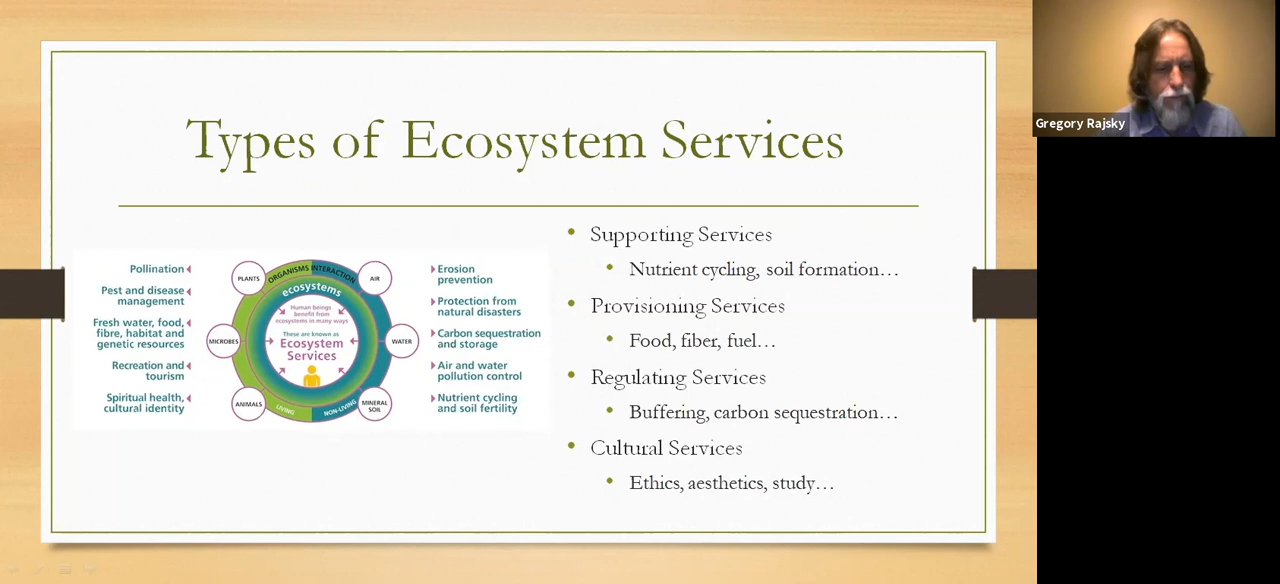 Types of Ecosystem Services
Pollination
Pest and disease
management
Fresh water, food,
fibre, habitat and
genetic resources
Recreation and
tourism
Spiritual health,
cultural identity
PLANTS
ORGANISMS
INTERACTION
AIR
ecosystems
Human beings
benefit from
ecosystems in many ways
MICROBES
These are known as
Ecosystem
Services
WATER
ANIMALS
LIVING
NON-LIVING
MINERAL
SOIL
Erosion
prevention
Protection from
natural disasters
Carbon sequestration
and storage
Air and water
pollution control
Nutrient cycling
and soil fertility
Supporting Services
Nutrient cycling, soil formation…
Provisioning Services
Food, fiber, fuel…
Regulating Services
Buffering, carbon sequestration…
Cultural Services
Ethics, aesthetics, study…
Gregory Rajsky